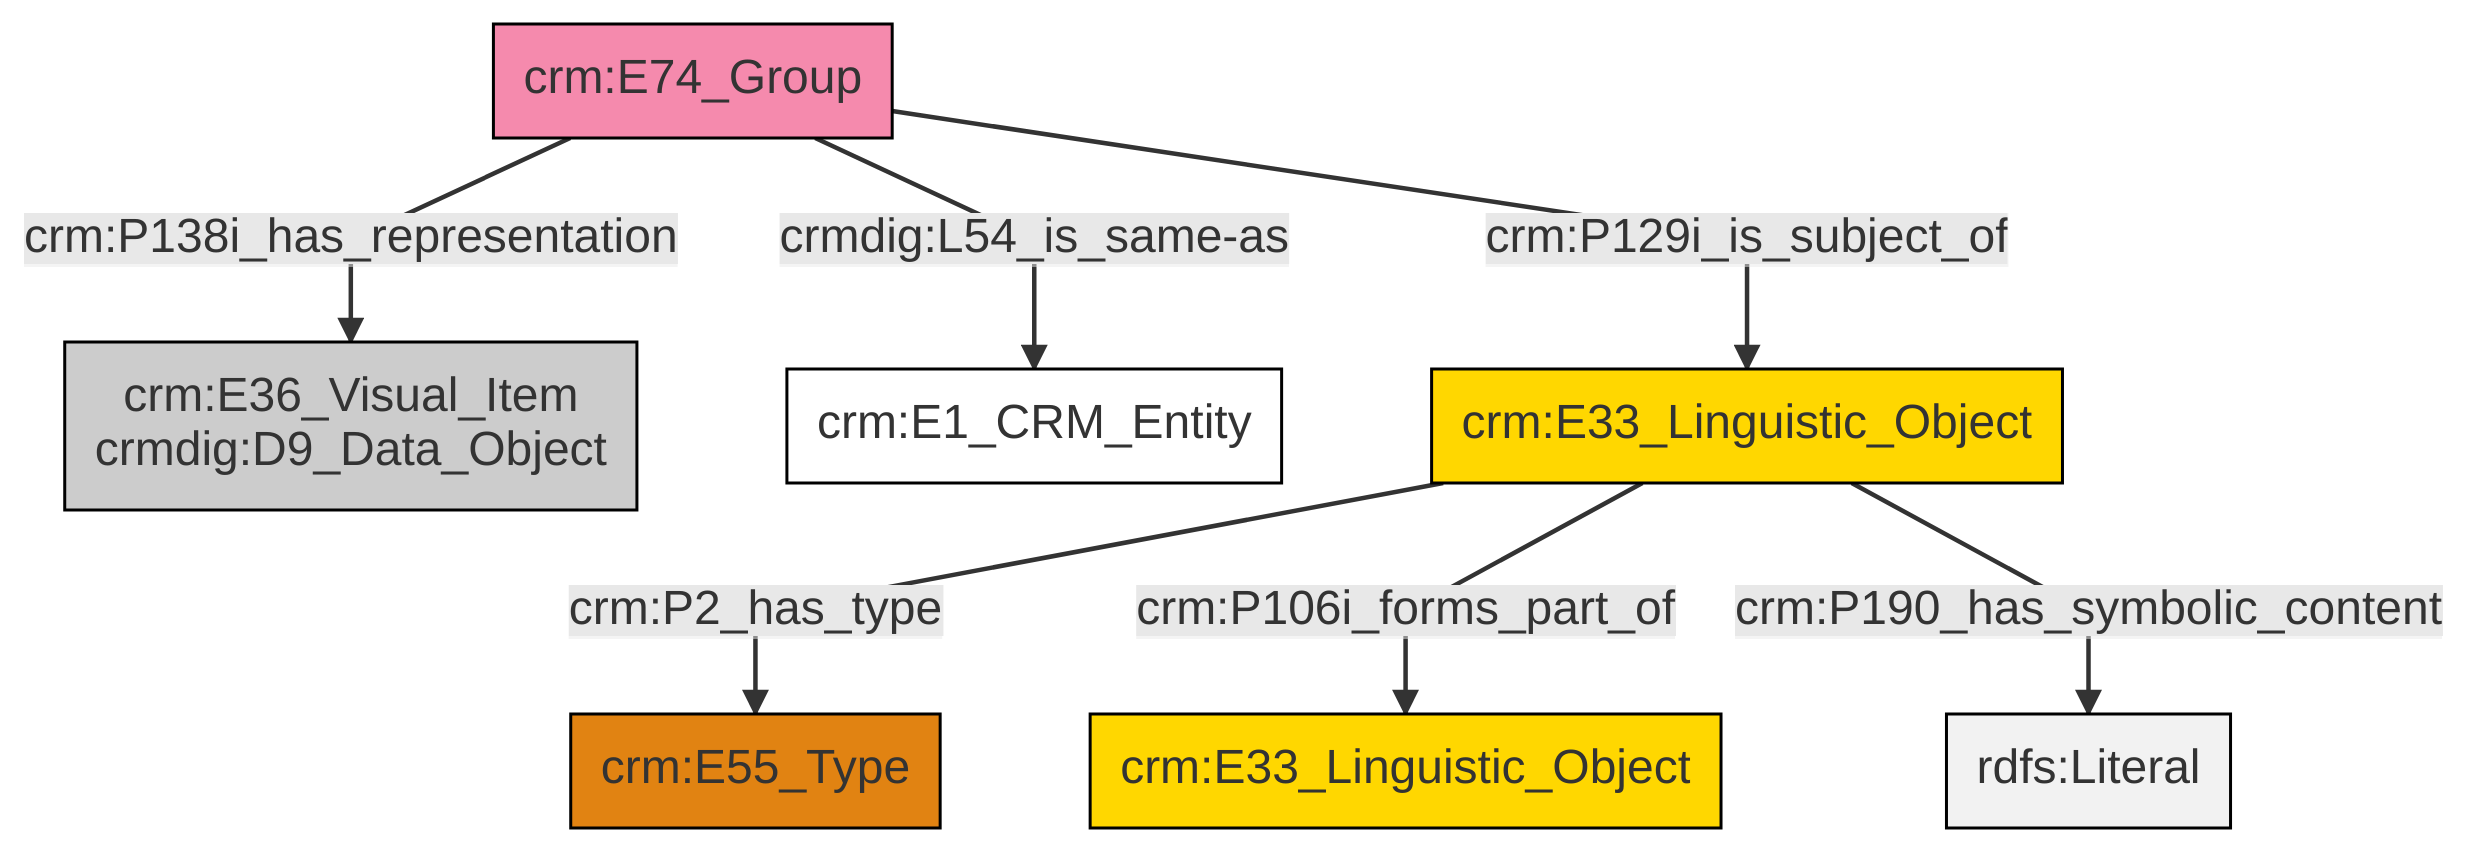 crm:E74_Group
crm:P138i_has_representation
crmdig:L54_is_same-as
crm:P129i_is_subject_of
crm:E36_Visual_Item
crmdig:D9_Data_Object
crm:E1_CRM_Entity
crm:E33_Linguistic_Object
crm:P2_has_type
crm:P106i_forms_part_of
crm:P190_has_symbolic_content
crm:E55_Type
crm:E33_Linguistic_Object
rdfs:Literal